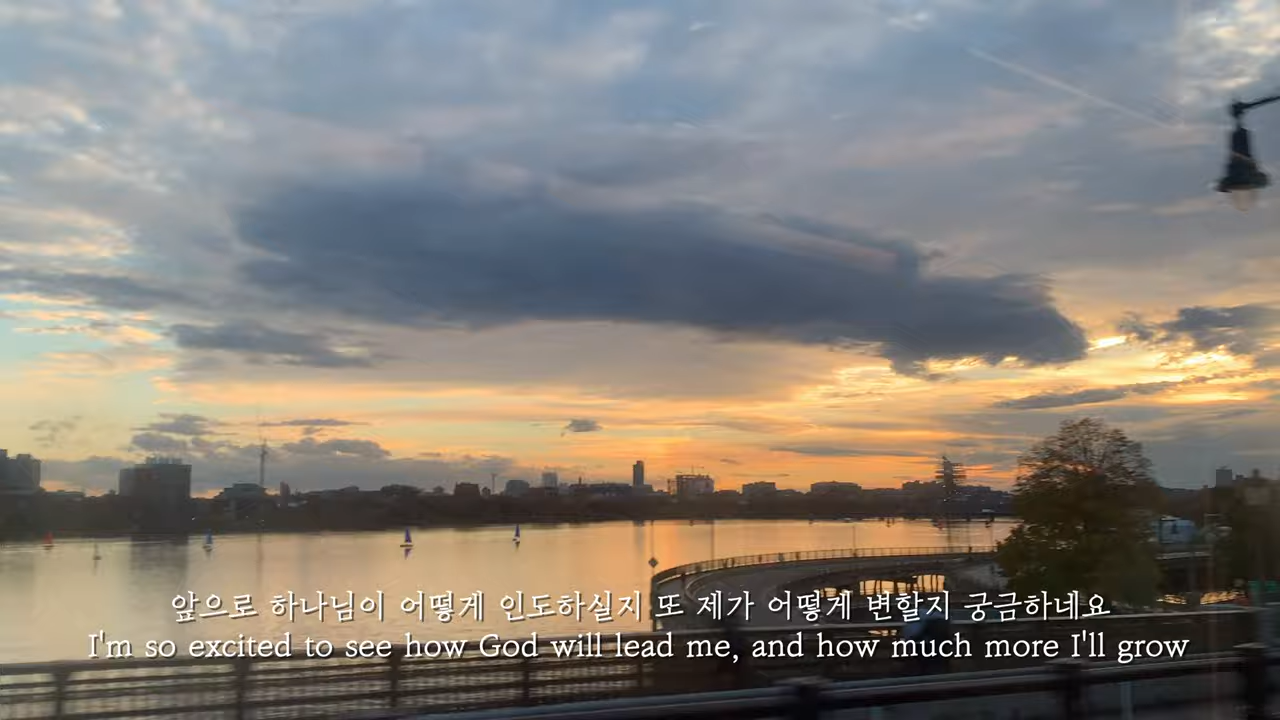 앞으로 하나님이 어떻게 인도하실지 또 제가 어떻게 변할지 궁금하네요
I'm so excited to see how God will lead me, and how much more I'll grow